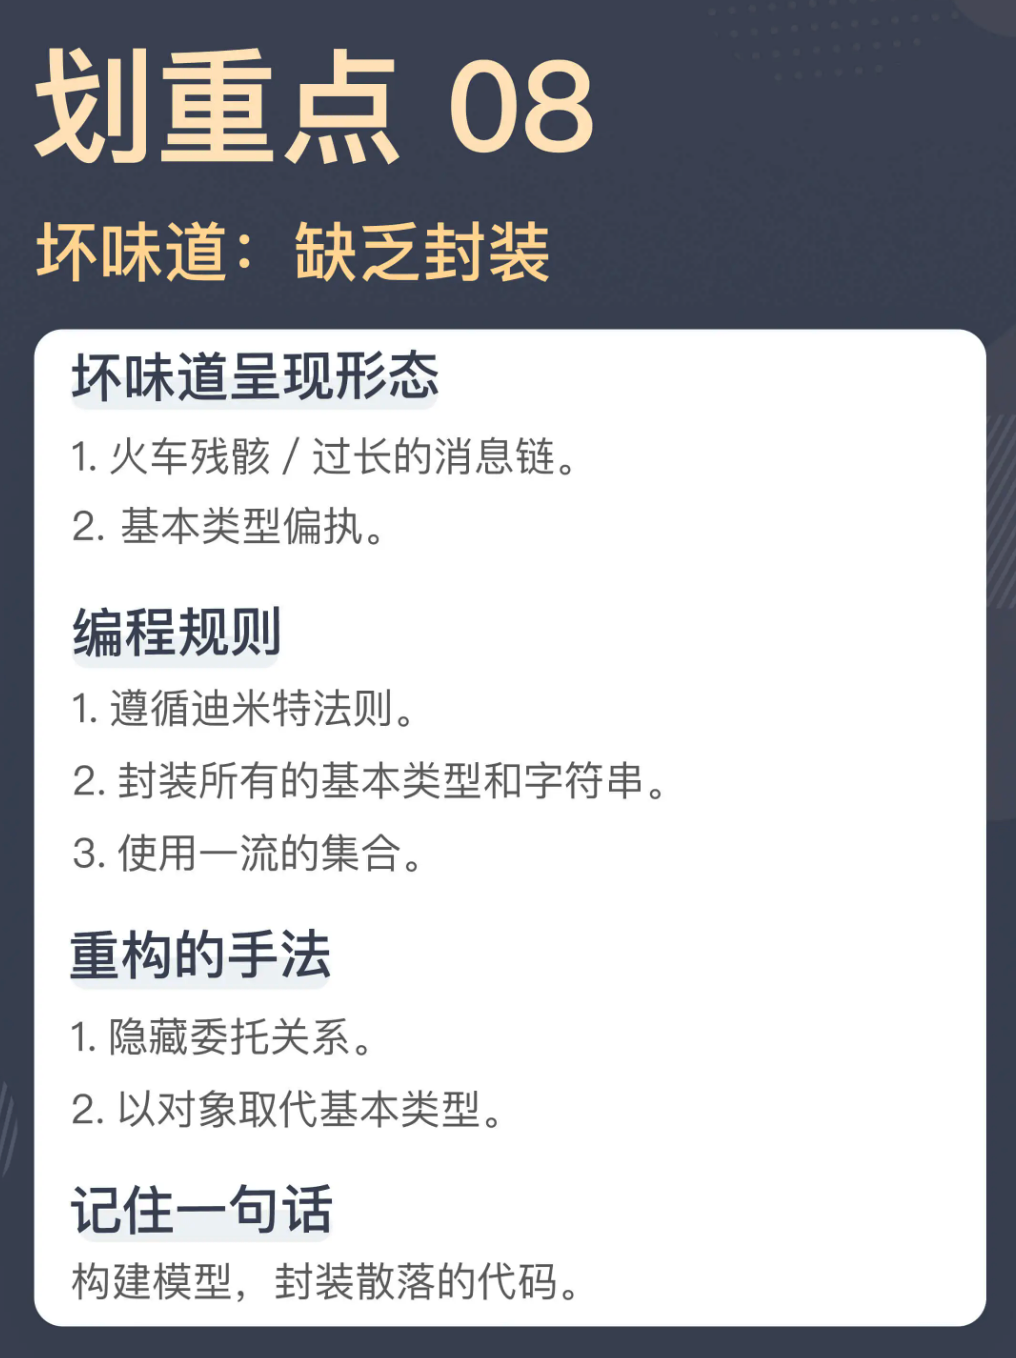 划重点 08
坏味道：缺乏封装
坏味道呈现形态
1. 火车残骸 / 过长的消息链。
2. 基本类型偏执。
编程规则
1. 遵循迪米特法则。
2. 封装所有的基本类型和字符串。
3. 使用一流的集合。
重构的手法
1. 隐藏委托关系。
2. 以对象取代基本类型。
记住一句话
构建模型，封装散落的代码。